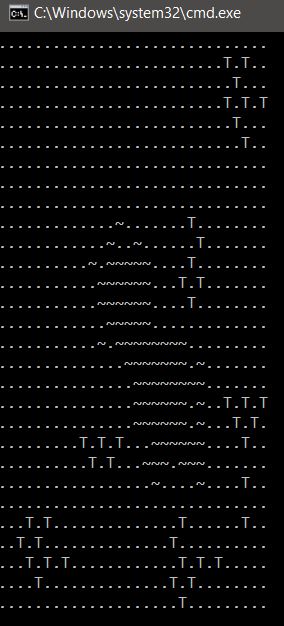 C:\Windows\system32\cmd.exe
..............................
.........................T.T..
..........................T...
.........................T.T.T
..........................T...
...........................T..
..............................
..............................
..............................
.............~.......T........
............~..~......T.......
..........~.~~~~~....T........
...........~~~~~~...T.T.......
...........~~~~~~....T........
............~~~~~.............
...........~.~~~~~~~~.........
..............~~~~~~~.~.......
...............~~~~~~~~.......
...............~~~~~~.~..T.T.T
...............~~~~~~.~...T.T.
.........T.T.T...~~~~~~....T..
..........T.T...~~~.~~~.......
.................~....~....T..
..............................
...T.T..............T......T..
..T.T..............T..........
...T.T.T............T.T.T.....
....T..............T.T........
....................T.........